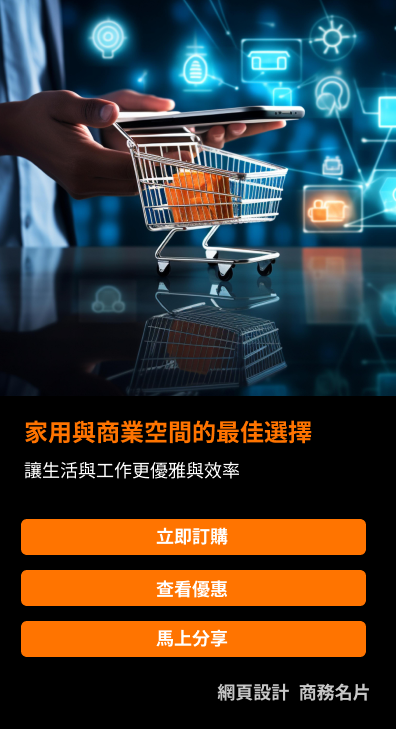 家用與商業空間的最佳選擇
讓生活與工作更優雅與效率
立即訂購
查看優惠
馬上分享
網頁設計 商務名片